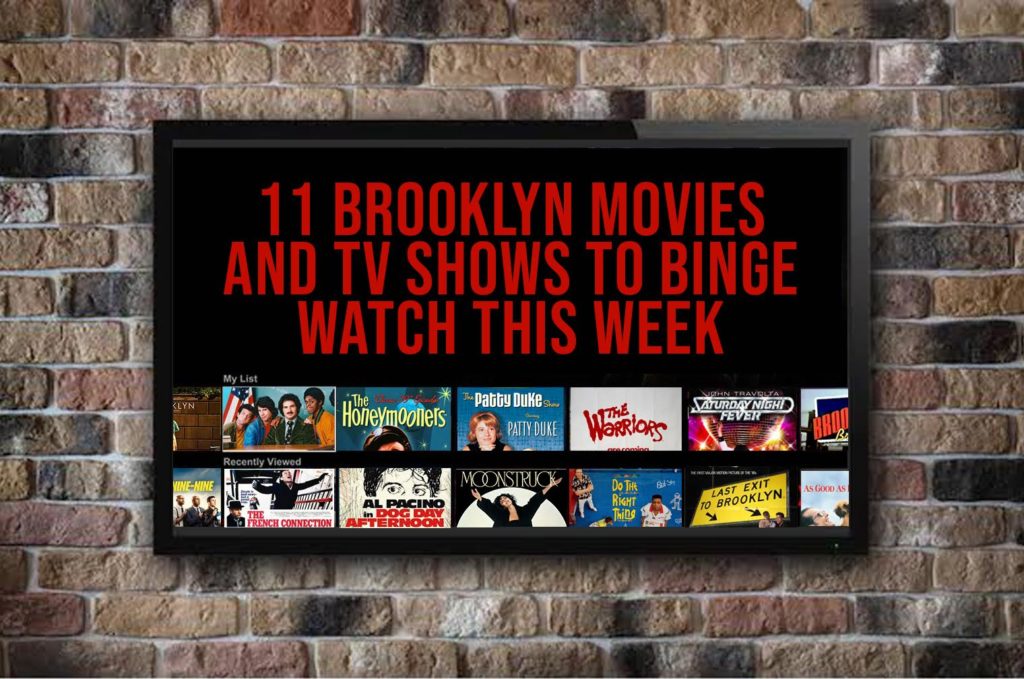 11 BROOKLYN MOVIES
AND TV SHOWS TO BINGE
WATCH THIS WEEK
My List
The
Honeymooners
The Patty Duke Show
PATTY DUKE
THE
WARRIORS
JOHN TRAVOLTA
SATURDAY NIGHT
FEVER
Recently Viewed
NINE-NINE
THE FRENCH CONNECTION
AL PACINO
in DOG DAY
AFTERNOON
MOONSTRUCK
DO THE
RIGHT
THING
LAST EXIT
TO BROOKLYN
AS GOOD AS